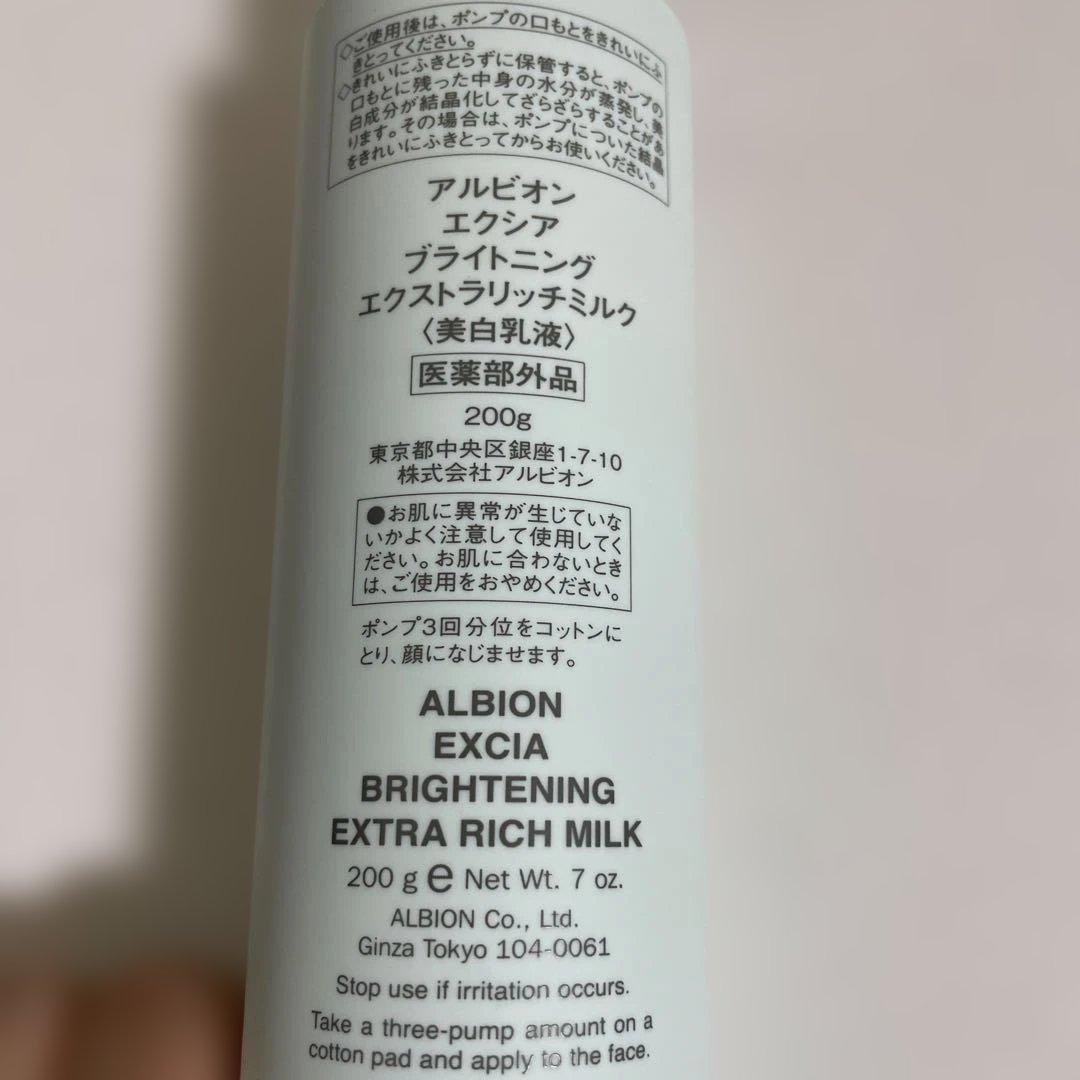 ◇ご使用後は、ポンプの口もとをきれいにふ
きとってください。
◇きれいにふきとらずに保管すると、ポンプの
口もとに残った中身の水分が蒸発し、美
白成分が結晶化してざらざらすることがあ
ります。その場合は、ポンプについた結晶
をきれいにふきとってからお使いください。
アルビオン
エクシア
ブライトニング
エクストラリッチミルク
〈美白乳液〉
医薬部外品
200g
東京都中央区銀座1-7-10
株式会社アルビオン
●お肌に異常が生じていな
いかよく注意して使用してく
ださい。お肌に合わないとき
は、ご使用をおやめください。
ポンプ3回分位をコットンに
とり、顔になじませます。
ALBION
EXCIA
BRIGHTENING
EXTRA RICH MILK
200 g e Net Wt. 7 oz.
ALBION Co., Ltd.
Ginza Tokyo 104-0061
Stop use if irritation occurs.
Take a three-pump amount on a
cotton pad and apply to the face.